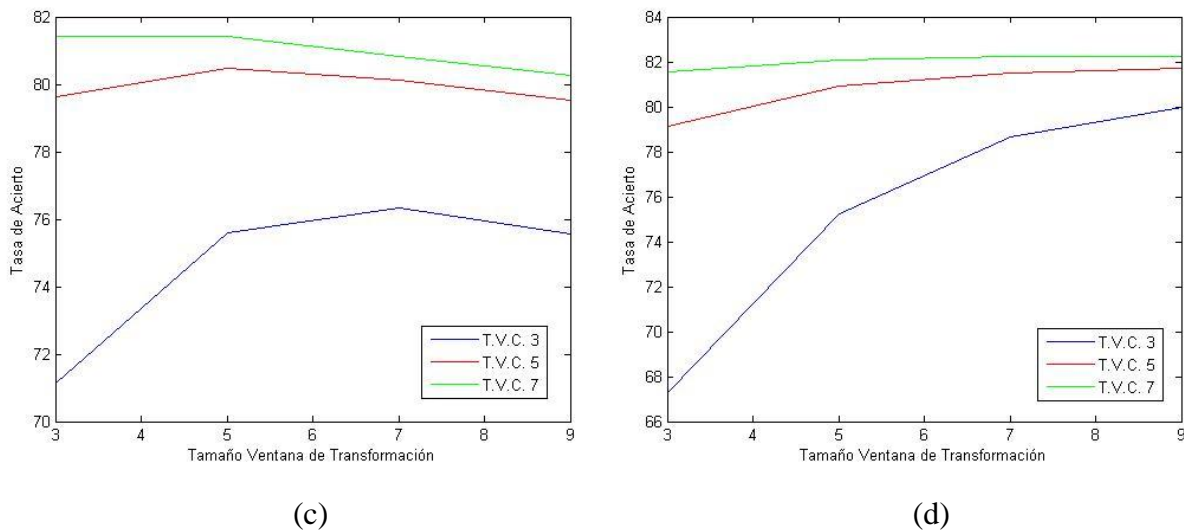 82
80
78
76
74
72
70
Tasa de Acierto
3 4 5 6 7 8 9
Tamaño Ventana de Transformación
T.V.C. 3
T.V.C. 5
T.V.C. 7
(c)
84
82
80
78
76
74
72
70
68
66
Tasa de Acierto
3 4 5 6 7 8 9
Tamaño Ventana de Transformación
T.V.C. 3
T.V.C. 5
T.V.C. 7
(d)